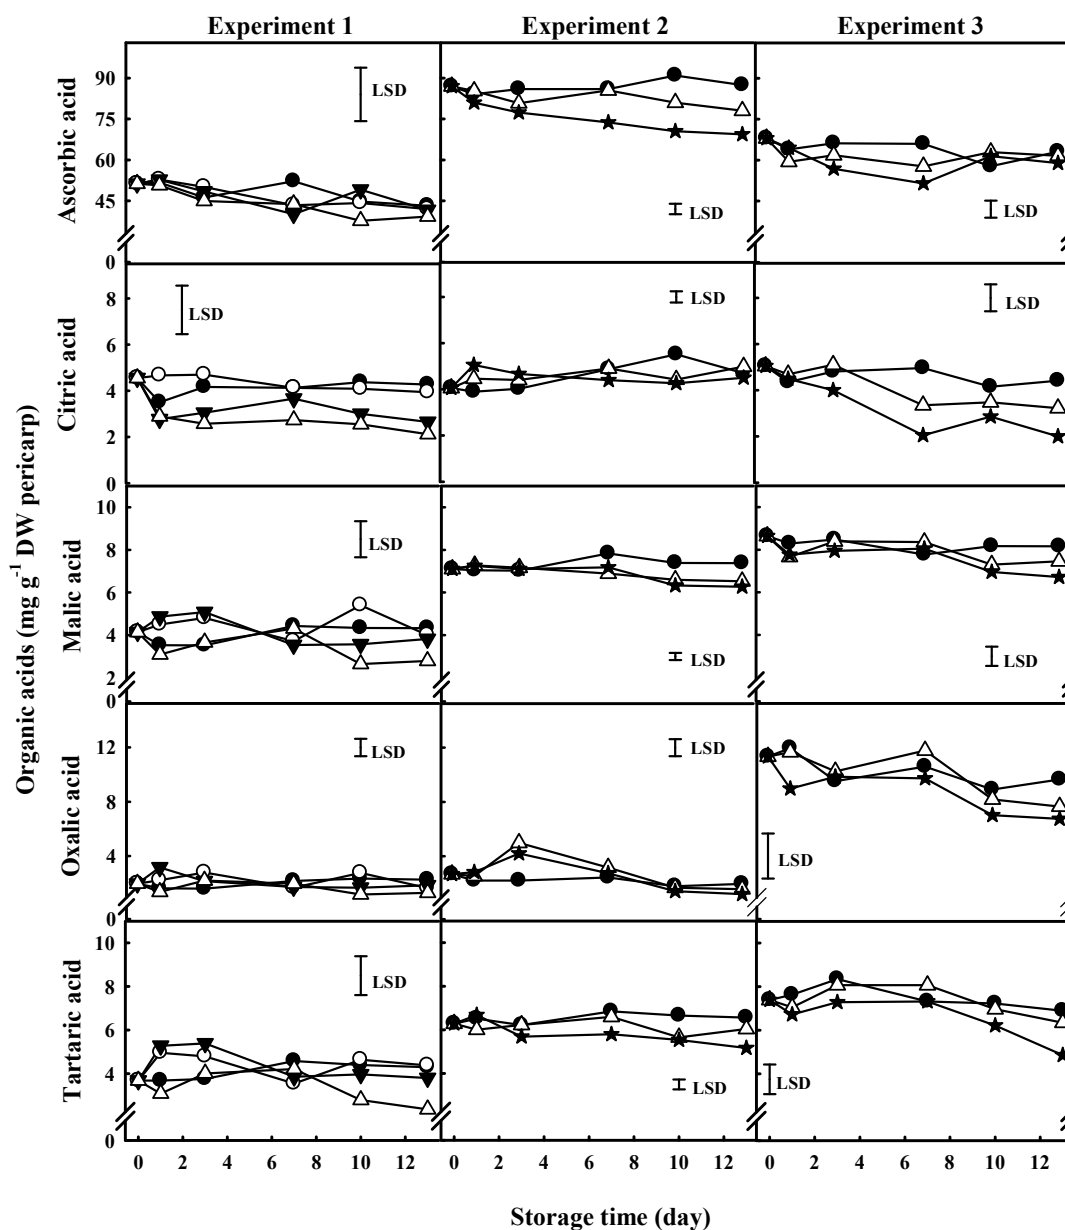 Experiment 1 Experiment 2 Experiment 3
Organic acids (mg g-1 DW pericarp)
Ascorbic acid
90
75
60
45
0
LSD
LSD
LSD
Citric acid
8
6
4
2
0
LSD
LSD
LSD
Malic acid
10
8
6
4
2
0
LSD
LSD
LSD
Oxalic acid
12
8
4
0
LSD
LSD
LSD
Tartaric acid
10
8
6
4
0
LSD
LSD
LSD
0 2 4 6 8 10 12 0 2 4 6 8 10 12 0 2 4 6 8 10 12
Storage time (day)